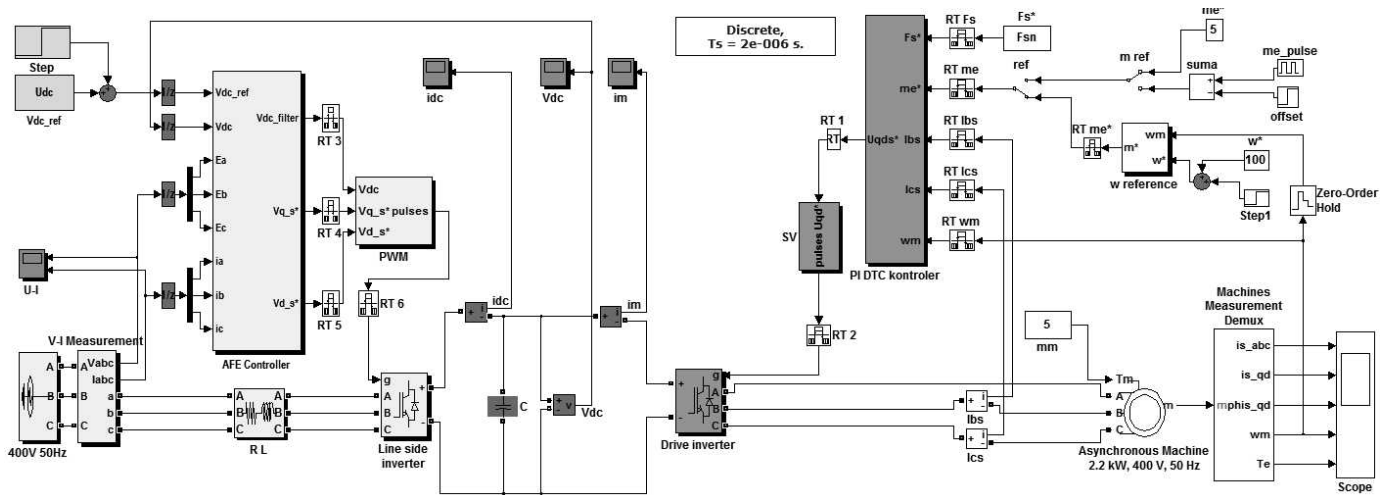 Step
Udc
Vdc_ref
1/z
1/z
1/z
1/z
Vdc_ref
Vdc
Ea
Eb
Ec
ia
ib
ic
Vdc_filter
Vq_s*
Vd_s*
AFE Controller
RT 3
RT 4
RT 5
Vdc
Vq_s* pulses
Vd_s*
PWM
RT 6
U-I
V-I Measurement
A
B
C
A
B
C
Vabc
Iabc
a
b
c
400V 50Hz
A
B
C
A
B
C
R L
g
A
B
C
+
-
Line side
inverter
idc
Vdc
im
+
i
-
idc
C
+
-
v
Vdc
+
i
-
im
Discrete,
Ts = 2e-006 s.
RT 1
RT
SV
pulses Uqd*
RT 2
Fs*
me*
Uqds*
Ibs
Ics
wm
PI DTC kontroler
RT Fs
RT me
RT Ibs
RT Ics
RT wm
Fs*
Fsn
ref
m ref
me*
5
suma
+
-
me_pulse
offset
RT me*
wm
m*
w*
w reference
w*
100
Step1
Zero-Order
Hold
g
+
-
A
B
C
Drive inverter
i
+
-
Ibs
i
+
-
Ics
5
mm
Tm
A
B
C
m
Asynchronous Machine
2.2 kW, 400 V, 50 Hz
Machines
Measurement
Demux
is_abc
is_qd
m
phis_qd
wm
Te
Scope